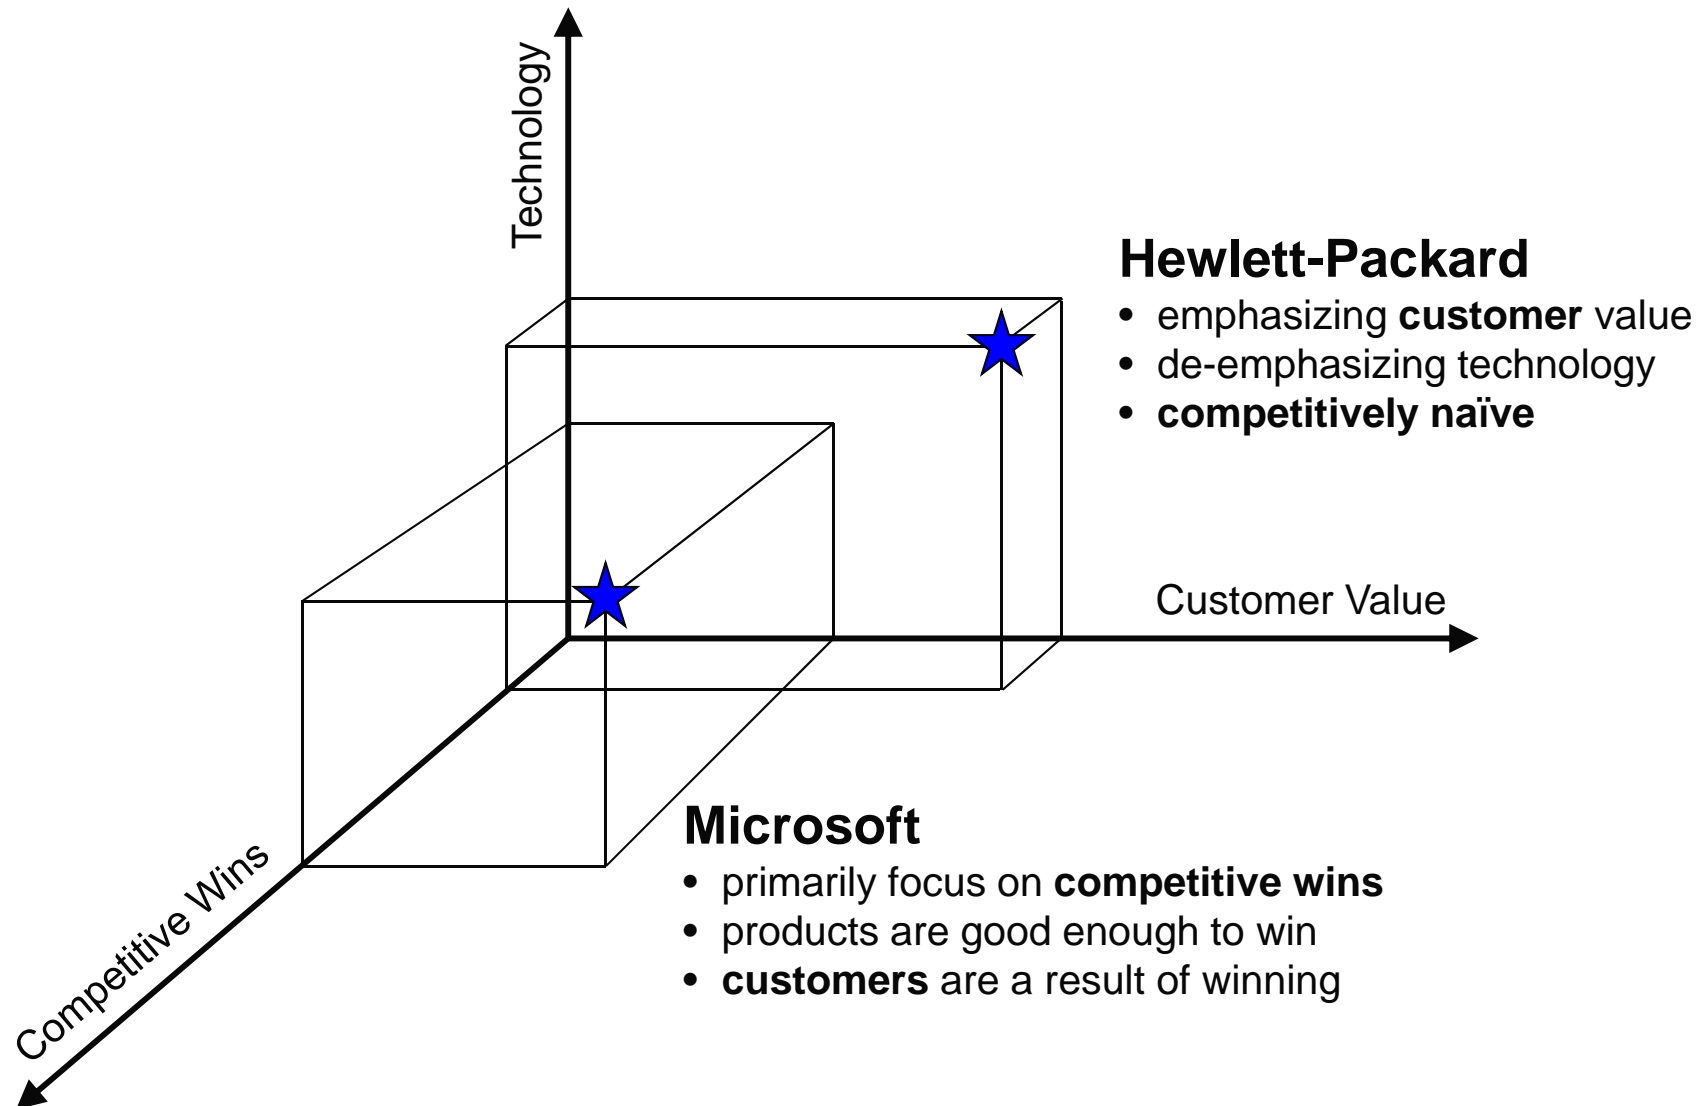 Technology
Hewlett-Packard
• emphasizing customer value
• de-emphasizing technology
• competitively naïve
Customer Value
Microsoft
• primarily focus on competitive wins
• products are good enough to win
• customers are a result of winning
Competitive Wins